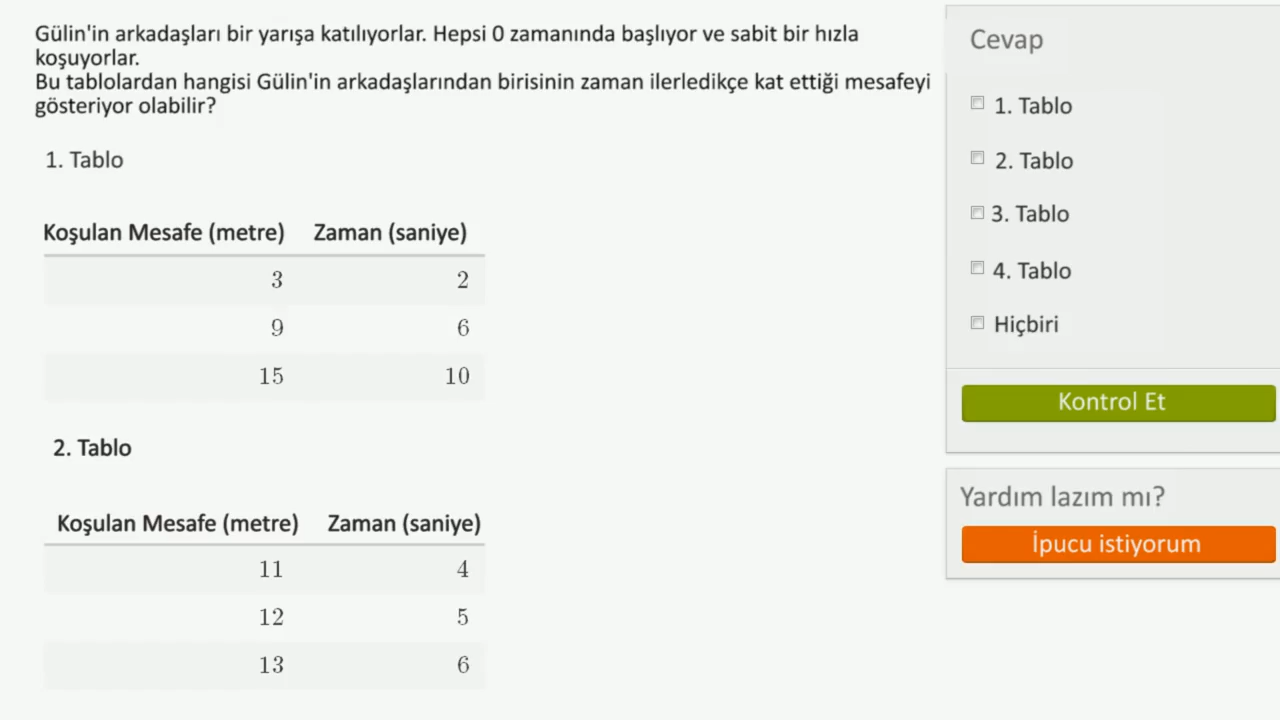 Gülin'in arkadaşları bir yarışa katılıyorlar. Hepsi 0 zamanında başlıyor ve sabit bir hızla
koşuyorlar.
Bu tablolardan hangisi Gülin'in arkadaşlarından birisinin zaman ilerledikçe kat ettiği mesafeyi
gösteriyor olabilir?
1. Tablo
Koşulan Mesafe (metre) Zaman (saniye)
3 2
9 6
15 10
2. Tablo
Koşulan Mesafe (metre) Zaman (saniye)
11 4
12 5
13 6
Cevap
1. Tablo
2. Tablo
3. Tablo
4. Tablo
Hiçbiri
Kontrol Et
Yardım lazım mı?
İpucu istiyorum